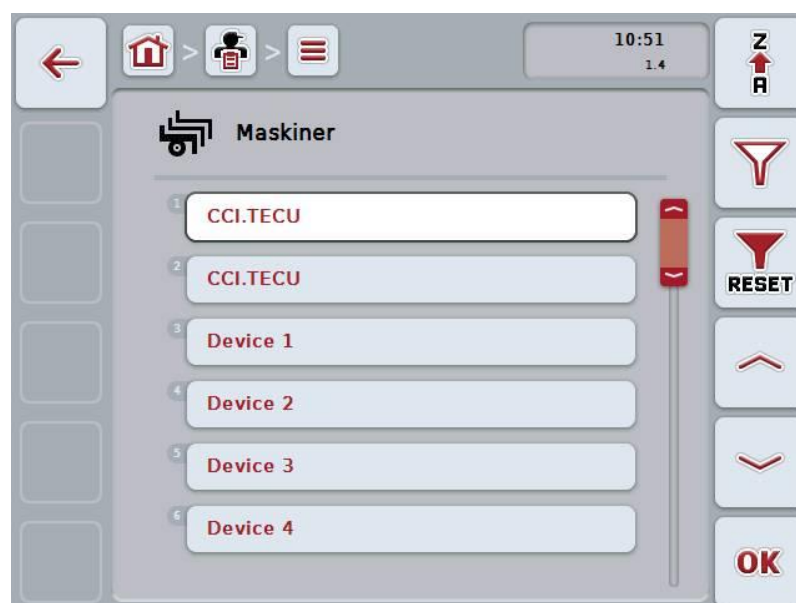 10:51
1.4
Z
A
Maskiner
1
CCI.TECU
2
CCI.TECU
RESET
3
Device 1
4
Device 2
5
Device 3
6
Device 4
OK